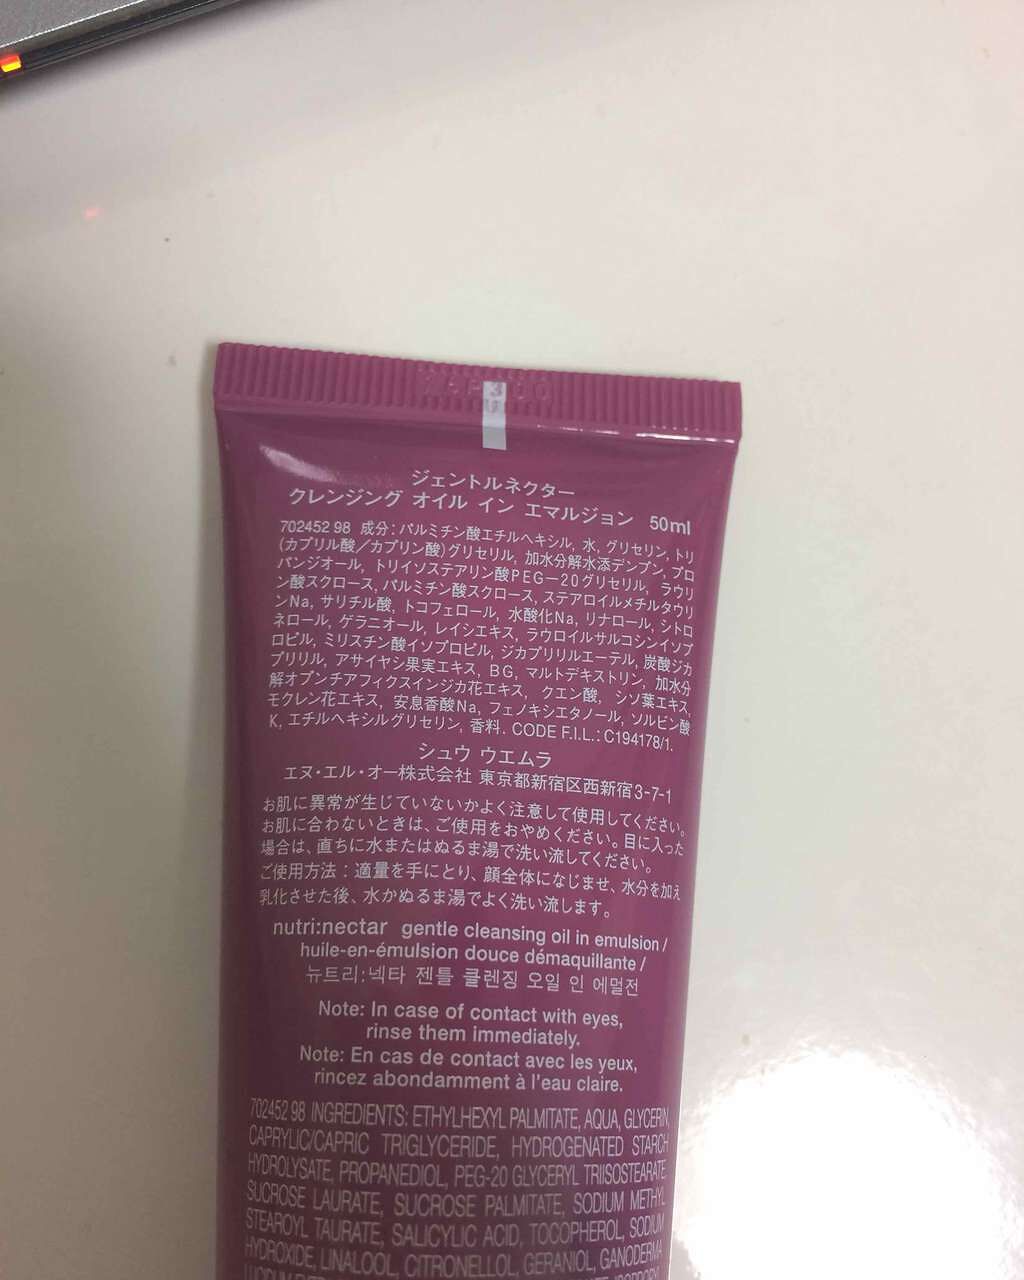 ジェントルネクター
クレンジング オイル イン エマルジョン 50ml
702452 98 成分：パルミチン酸エチルヘキシル, 水, グリセリン, トリ
(カプリル酸／カプリン酸)グリセリル, 加水分解水添デンプン, プロ
パンジオール, トリイソステアリン酸PEG－20グリセリル, ラウリ
ン酸スクロース, パルミチン酸スクロース, ステアロイルメチルタウリ
ンNa, サリチル酸, トコフェロール, 水酸化Na, リナロール, シトロ
ネロール, ゲラニオール, レイシエキス, ラウロイルサルコシンイソプ
ロピル, ミリスチン酸イソプロピル, ジカプリリルエーテル, 炭酸ジカ
プリリル, アサイヤシ果実エキス, BG, マルトデキストリン, 加水分
解オプンチアフィクスインジカ花エキス, クエン酸, シソ葉エキス,
モクレン花エキス, 安息香酸Na, フェノキシエタノール, ソルビン酸
K, エチルヘキシルグリセリン, 香料. CODE F.I.L.：C194178/1.
シュウ ウエムラ
エヌ・エル・オー株式会社 東京都新宿区西新宿3-7-1
お肌に異常が生じていないかよく注意して使用してください。
お肌に合わないときは、ご使用をおやめください。目に入った
場合は、直ちに水またはぬるま湯で洗い流してください。
ご使用方法：適量を手にとり、顔全体になじませ、水分を加え
乳化させた後、水かぬるま湯でよく洗い流します。
nutri:nectar gentle cleansing oil in emulsion /
huile-en-émulsion douce démaquillante /
뉴트리:넥타 젠틀 클렌징 오일 인 에멀전
Note: In case of contact with eyes,
rinse them immediately.
Note: En cas de contact avec les yeux,
rincez abondamment à l'eau claire.
702452 98 INGREDIENTS: ETHYLHEXYL PALMITATE, AQUA, GLYCERIN,
CAPRYLIC/CAPRIC TRIGLYCERIDE, HYDROGENATED STARCH
HYDROLYSATE, PROPANEDIOL, PEG-20 GLYCERYL TRIISOSTEARATE,
SUCROSE LAURATE, SUCROSE PALMITATE, SODIUM METHYL
STEAROYL TAURATE, SALICYLIC ACID, TOCOPHEROL, SODIUM
HYDROXIDE, LINALOOL, CITRONELLOL, GERANIOL, GANODERMA